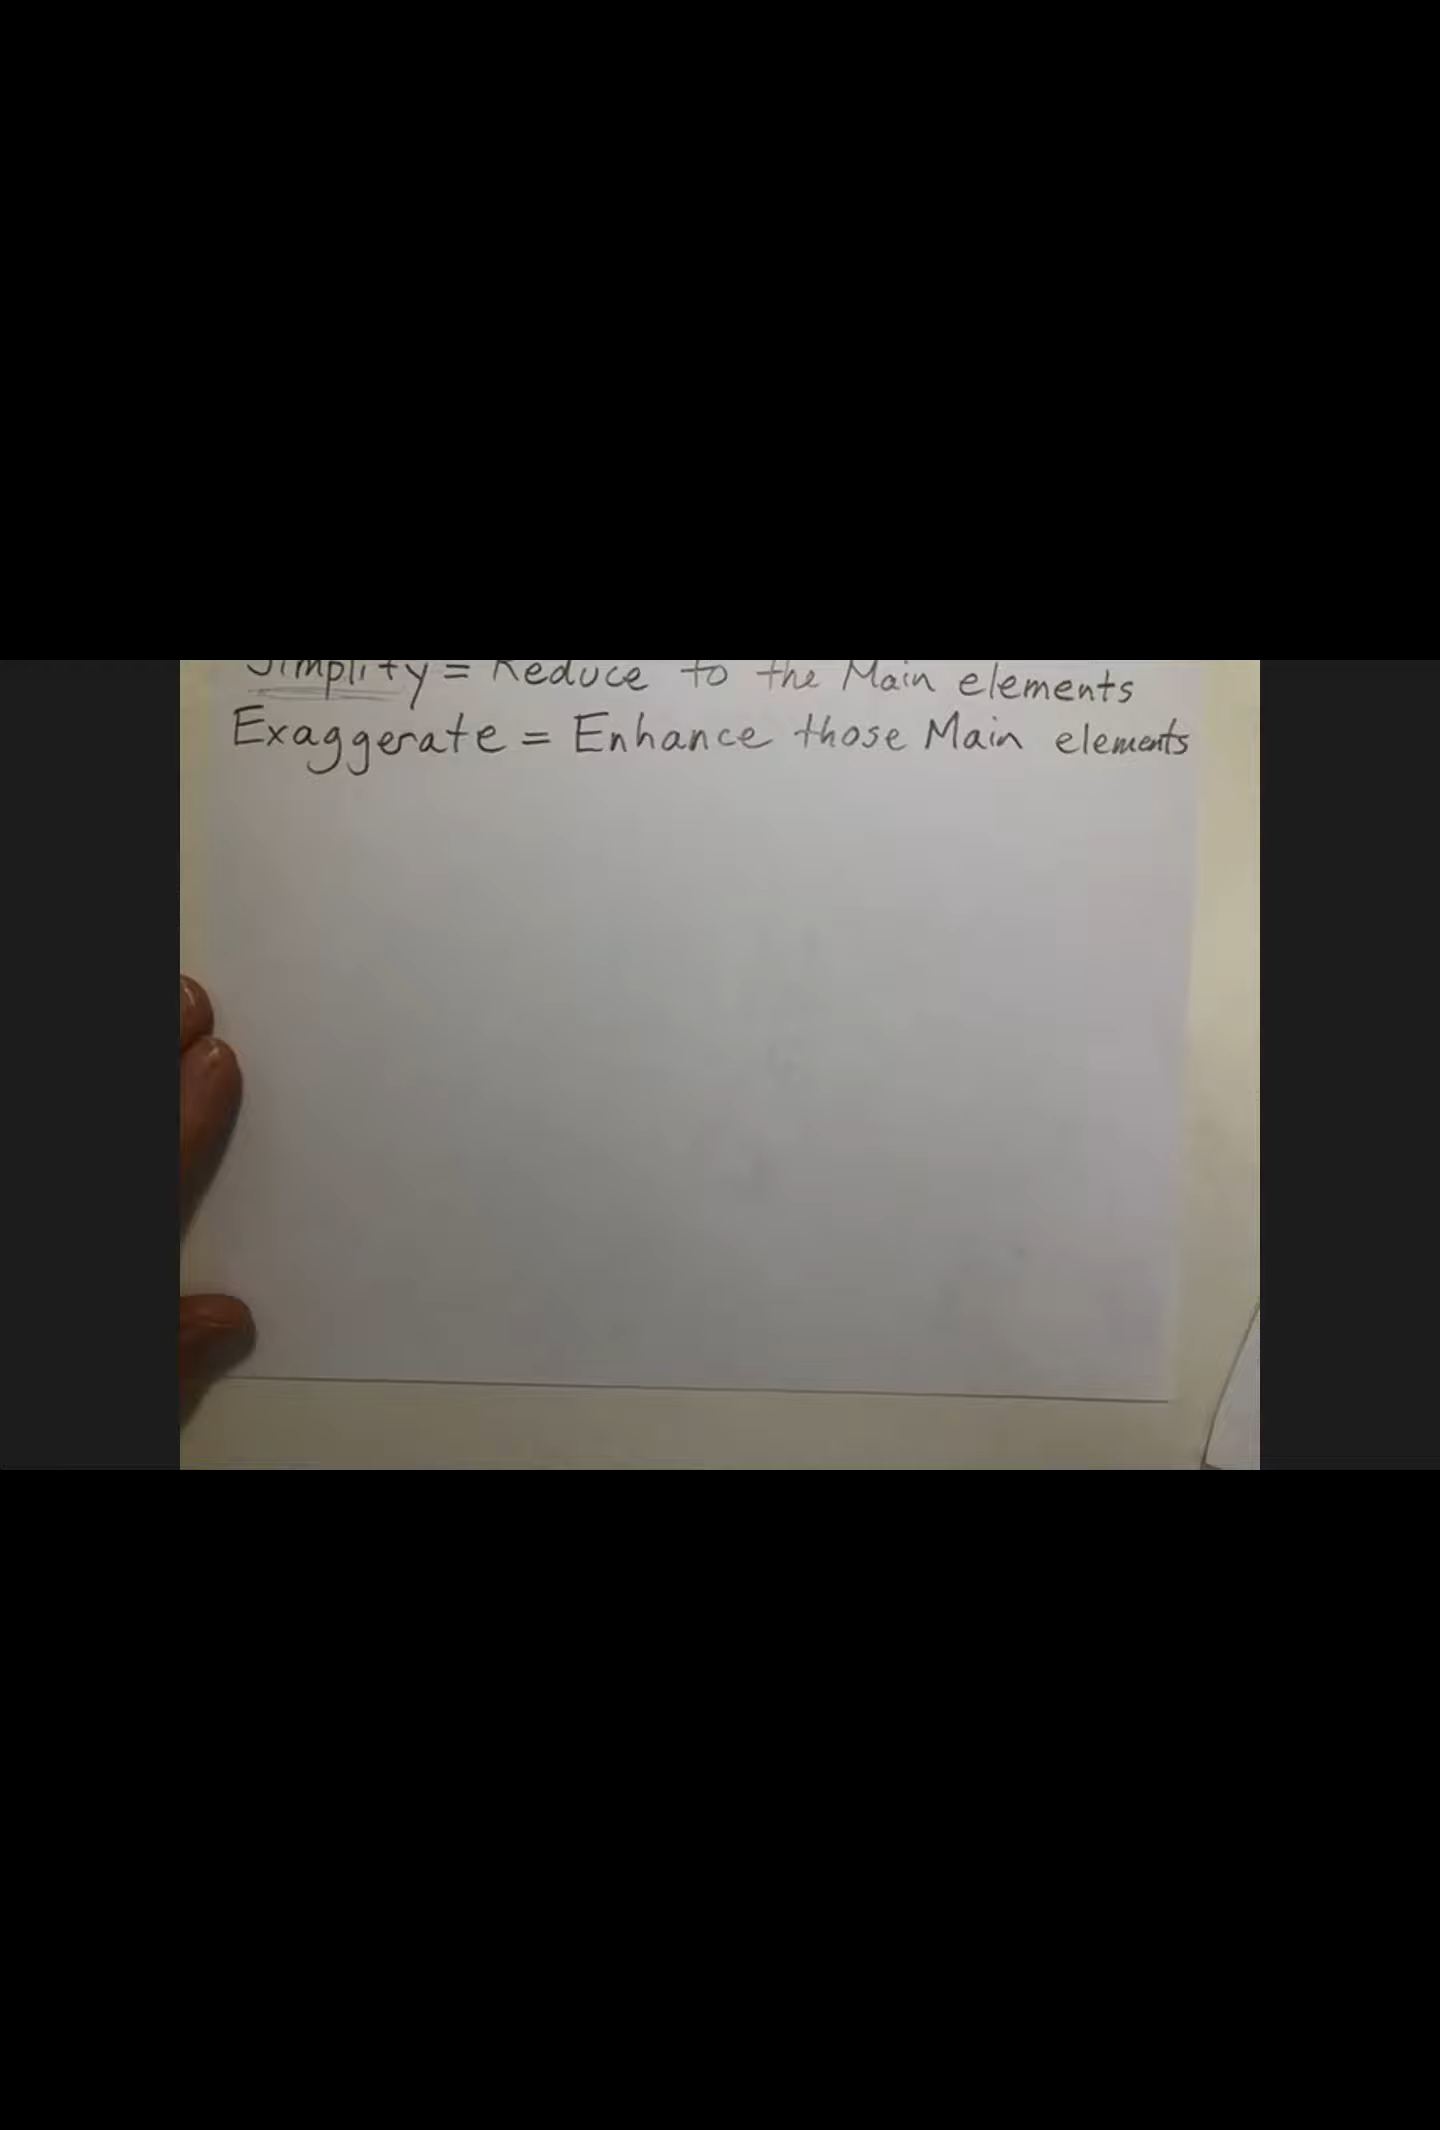 Simplify = Reduce to the Main elements
Exaggerate = Enhance those Main elements